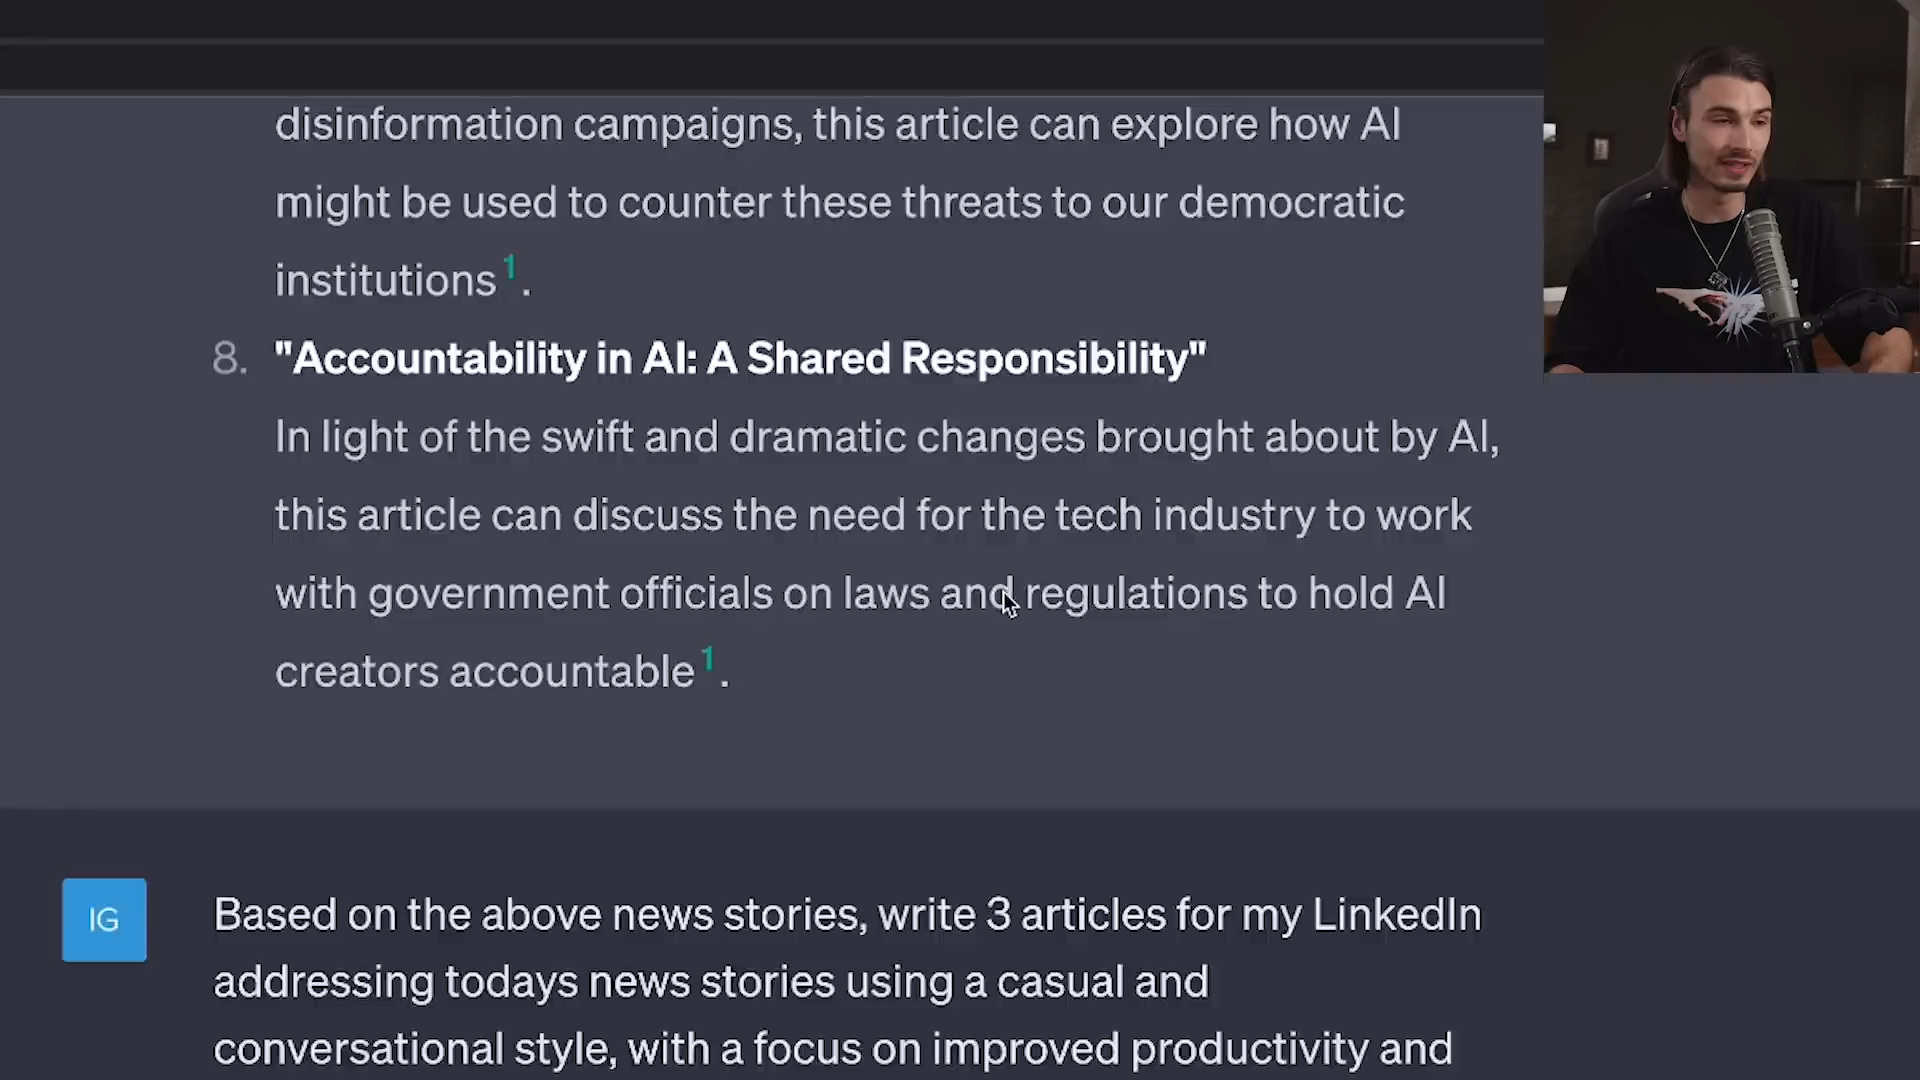 disinformation campaigns, this article can explore how AI
might be used to counter these threats to our democratic
institutions 1.
8. "Accountability in AI: A Shared Responsibility"
In light of the swift and dramatic changes brought about by AI,
this article can discuss the need for the tech industry to work
with government officials on laws and regulations to hold AI
creators accountable 1.
IG
Based on the above news stories, write 3 articles for my LinkedIn
addressing todays news stories using a casual and
conversational style, with a focus on improved productivity and